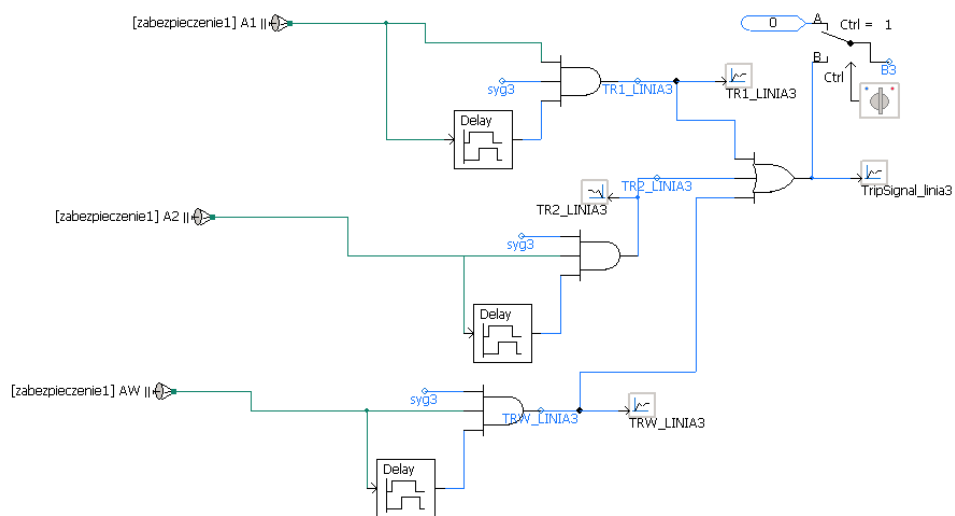 [zabezpieczenie1] A1
0
A
Ctrl = 1
B
Ctrl
B3
syg3
TR1_LINIA3
TR1_LINIA3
Delay
TR2_LINIA3
TripSignal_linia3
TR2_LINIA3
[zabezpieczenie1] A2
syg3
Delay
[zabezpieczenie1] AW
syg3
TRW_LINIA3
TRW_LINIA3
Delay